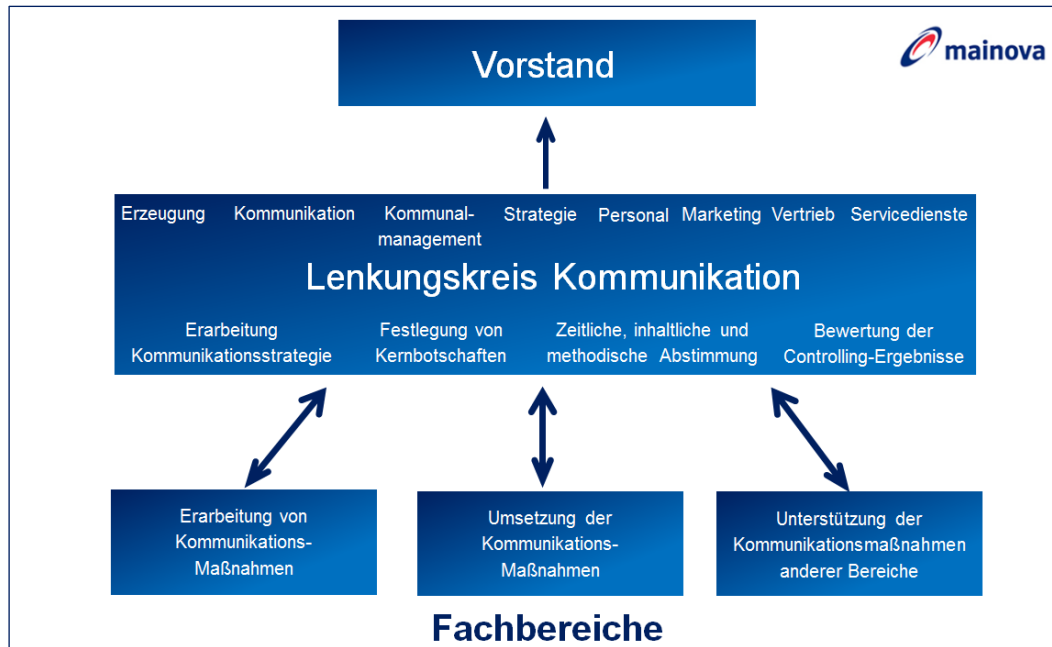 Vorstand
mainova
Erzeugung Kommunikation Kommunal- Strategie Personal Marketing Vertrieb Servicedienste
management
Lenkungskreis Kommunikation
Erarbeitung Festlegung von Zeitliche, inhaltliche und Bewertung der
Kommunikationsstrategie Kernbotschaften methodische Abstimmung Controlling-Ergebnisse
Erarbeitung von
Kommunikations-
Maßnahmen
Umsetzung der
Kommunikations-
Maßnahmen
Unterstützung der
Kommunikationsmaßnahmen
anderer Bereiche
Fachbereiche